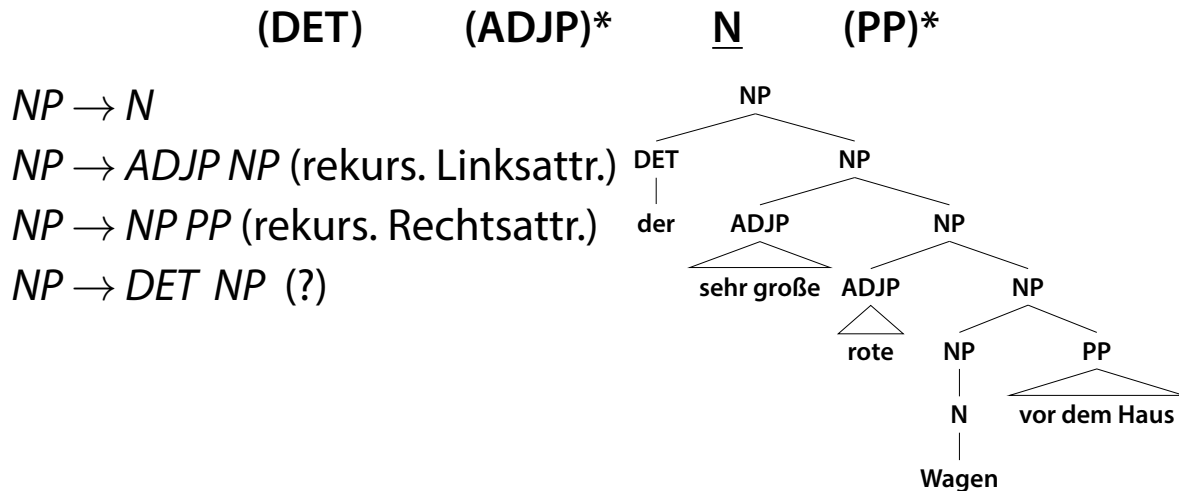 (DET) (ADJP)* N (PP)*
NP → N
NP → ADJP NP (rekurs. Linksattr.)
NP → NP PP (rekurs. Rechtsattr.)
NP → DET NP (?)
NP
DET NP
der ADJP NP
sehr große ADJP NP
rote NP PP
N vor dem Haus
Wagen